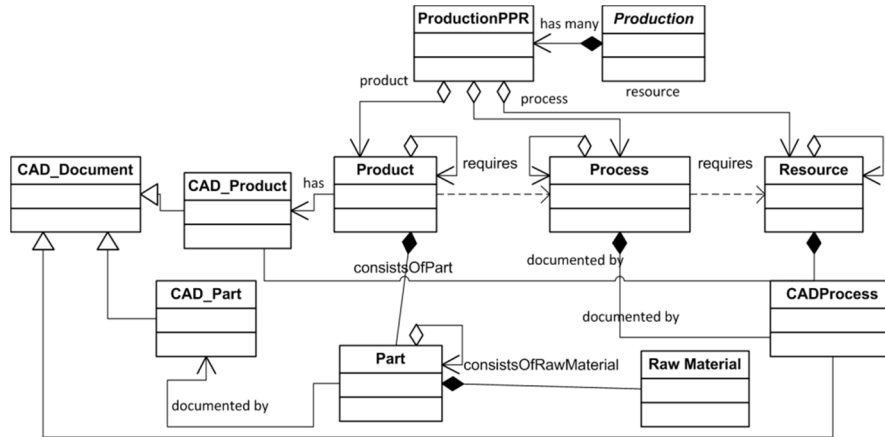 ProductionPPR
Production
has many
product
process
resource
CAD_Document
CAD_Product
has
Product
requires
Process
requires
Resource
consistsOfPart
documented by
CAD_Part
CADProcess
documented by
Part
consistsOfRawMaterial
Raw Material
documented by